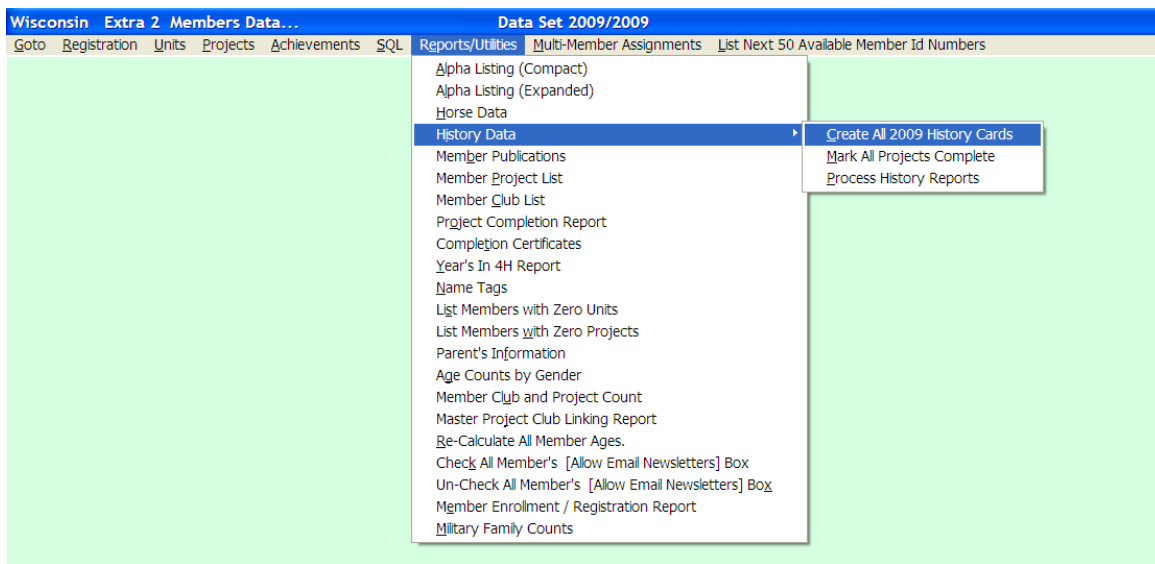 Wisconsin Extra 2 Members Data... Data Set 2009/2009
Goto Registration Units Projects Achievements SQL Reports/Utilities Multi-Member Assignments List Next 50 Available Member Id Numbers
Alpha Listing (Compact)
Alpha Listing (Expanded)
Horse Data
History Data
Create All 2009 History Cards
Mark All Projects Complete
Process History Reports
Member Publications
Member Project List
Member Club List
Project Completion Report
Completion Certificates
Year's In 4H Report
Name Tags
List Members with Zero Units
List Members with Zero Projects
Parent's Information
Age Counts by Gender
Member Club and Project Count
Master Project Club Linking Report
Re-Calculate All Member Ages.
Check All Member's [Allow Email Newsletters] Box
Un-Check All Member's [Allow Email Newsletters] Box
Member Enrollment / Registration Report
Military Family Counts